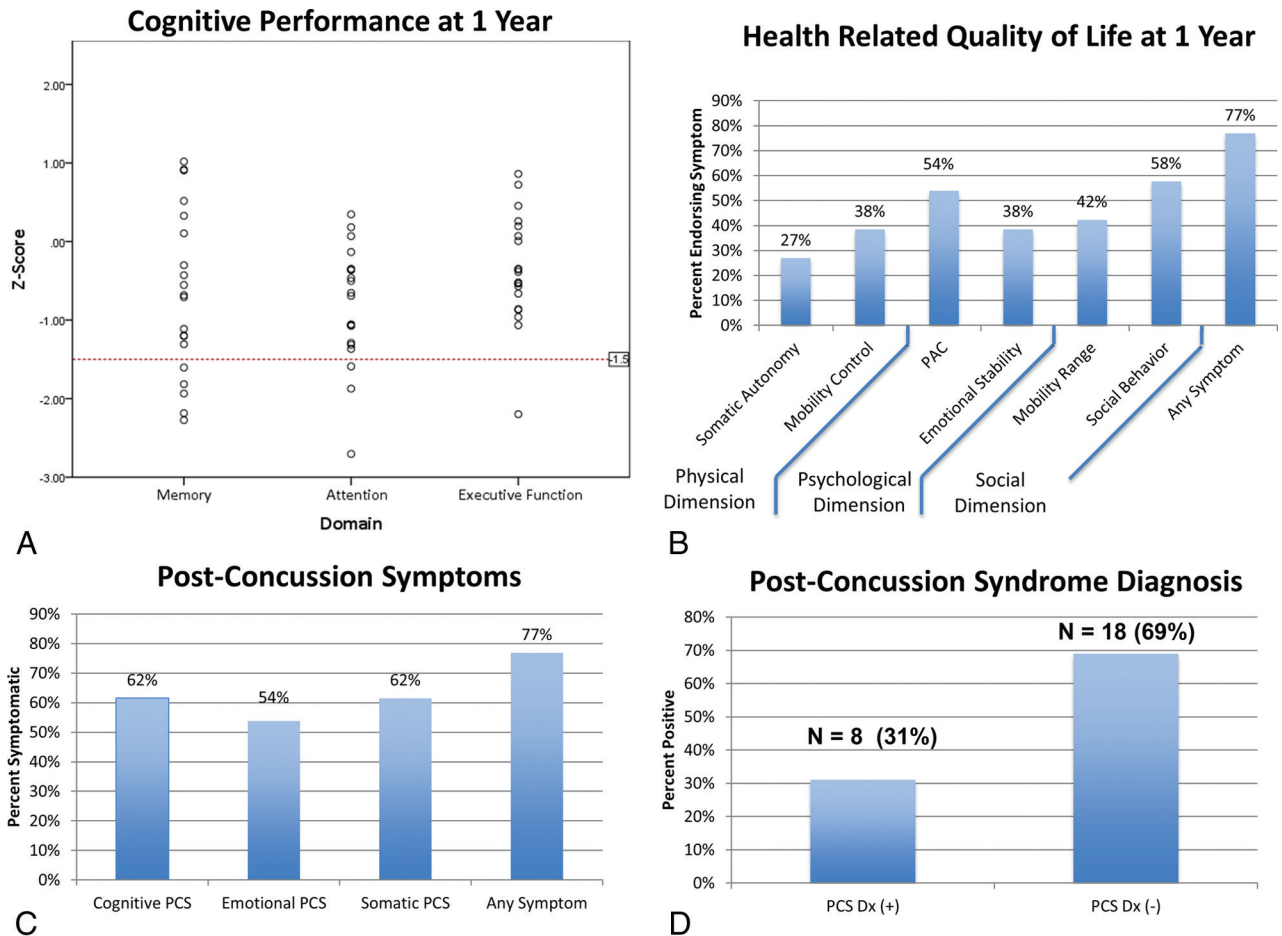 Cognitive Performance at 1 Year
2.00
1.00
.00
-1.00
-2.00
-3.00
Z-Score
-1.5
Memory
Attention
Executive Function
Domain
A
Health Related Quality of Life at 1 Year
Percent Endorsing Symptom
90%
80%
70%
60%
50%
40%
30%
20%
10%
0%
27%
38%
54%
38%
42%
58%
77%
Somatic Autonomy
Mobility Control
PAC
Emotional Stability
Mobility Range
Social Behavior
Any Symptom
Physical
Dimension
Psychological
Dimension
Social
Dimension
B
Post-Concussion Symptoms
Percent Symptomatic
90%
80%
70%
60%
50%
40%
30%
20%
10%
0%
62%
54%
62%
77%
Cognitive PCS
Emotional PCS
Somatic PCS
Any Symptom
C
Post-Concussion Syndrome Diagnosis
Percent Positive
80%
70%
60%
50%
40%
30%
20%
10%
0%
N = 8 (31%)
N = 18 (69%)
PCS Dx (+)
PCS Dx (-)
D